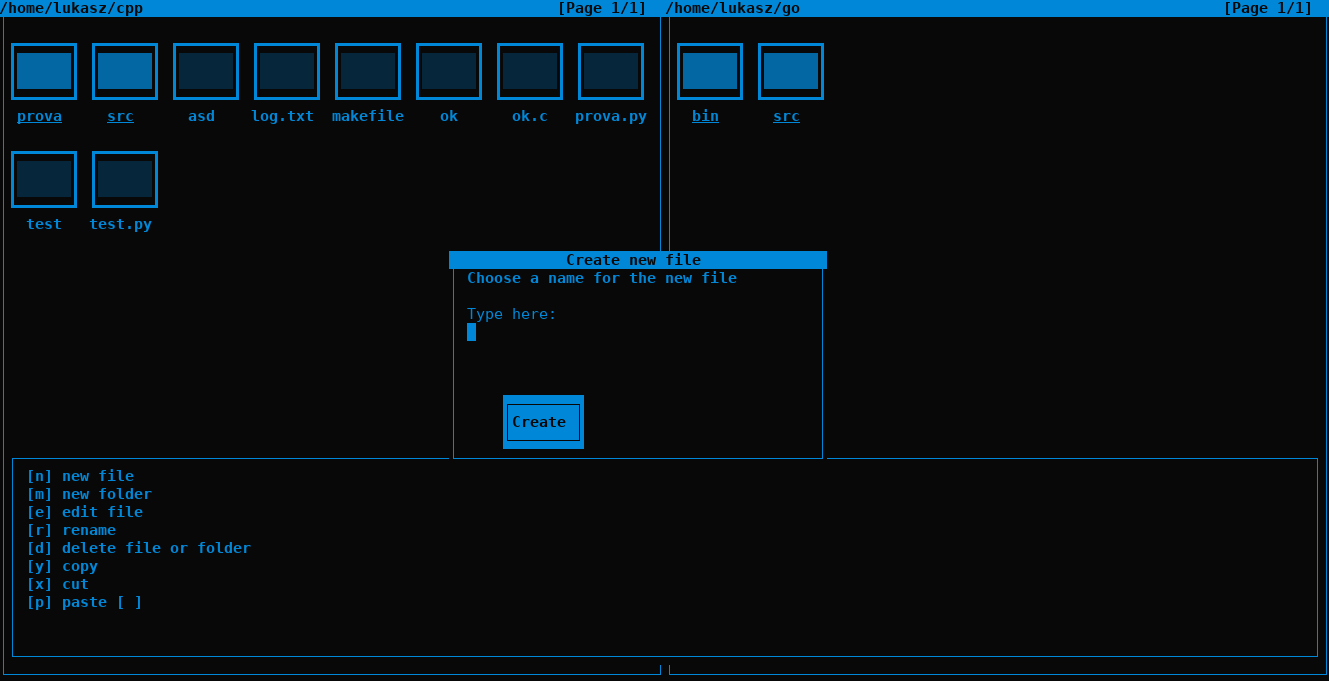 /home/lukasz/cpp [Page 1/1] /home/lukasz/go [Page 1/1]
prova src asd log.txt makefile ok ok.c prova.py bin src
test test.py
Create new file
Choose a name for the new file
Type here:
Create
[n] new file
[m] new folder
[e] edit file
[r] rename
[d] delete file or folder
[y] copy
[x] cut
[p] paste [ ]